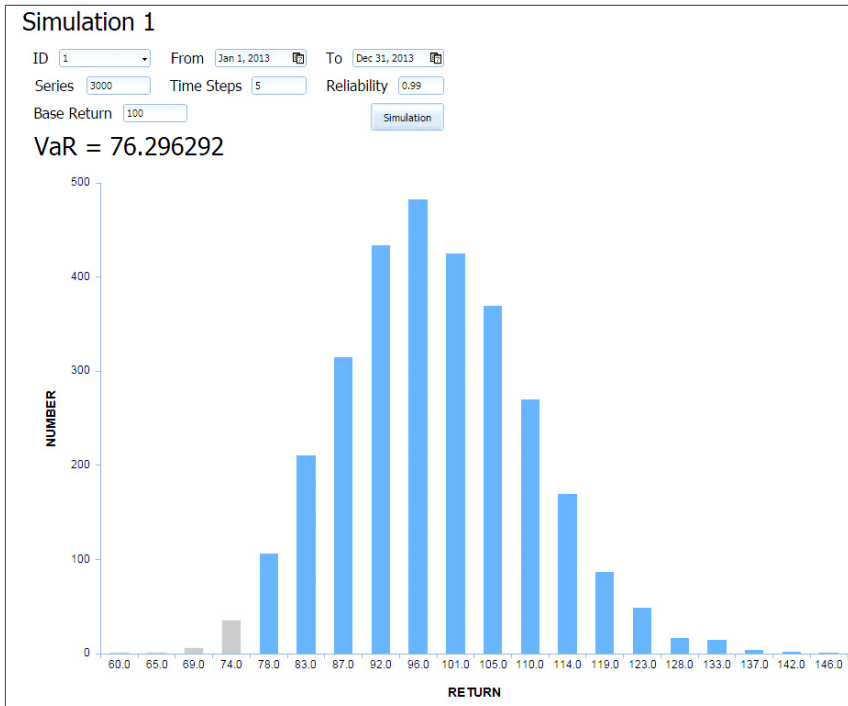 Simulation 1
ID 1 From Jan 1, 2013 To Dec 31, 2013
Series 3000 Time Steps 5 Reliability 0.99
Base Return 100 Simulation
VaR = 76.296292
500
400
300
200
100
0
NUMBER
60.0 65.0 69.0 74.0 78.0 83.0 87.0 92.0 96.0 101.0 105.0 110.0 114.0 119.0 123.0 128.0 133.0 137.0 142.0 146.0
RETURN